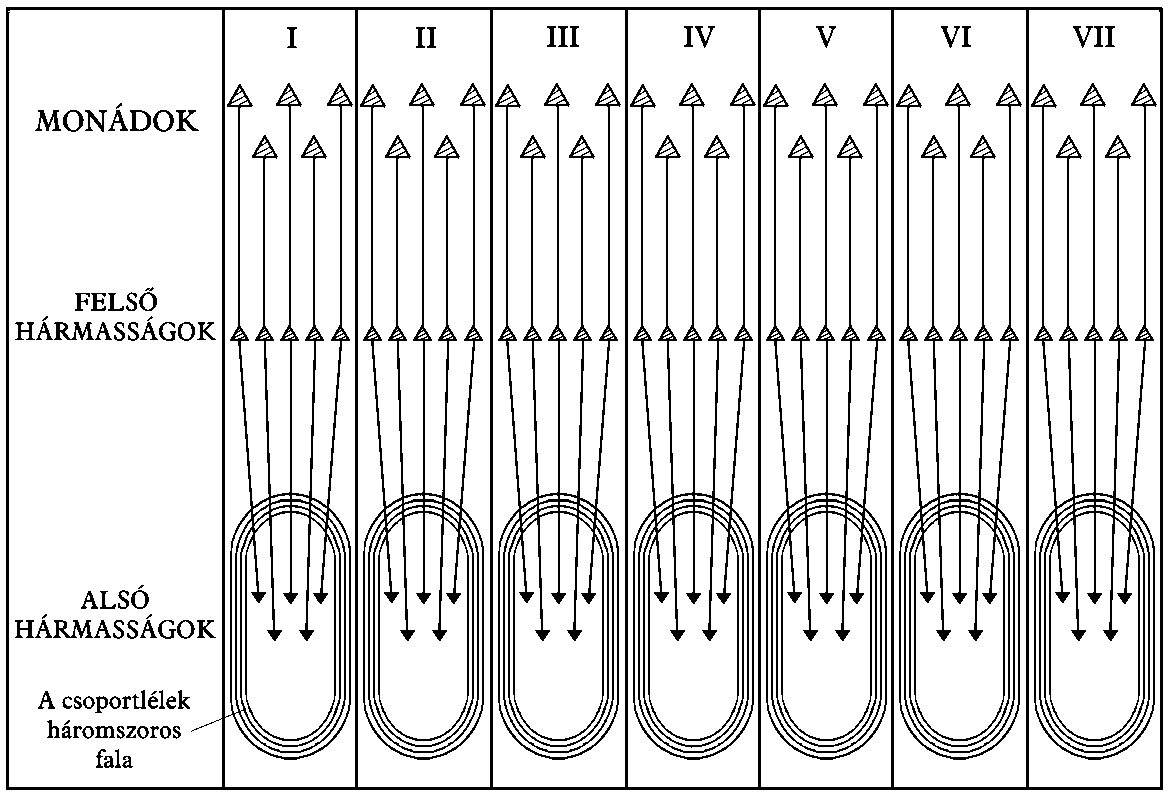 I II III IV V VI VII
MONÁDOK
FELSŐ
HÁRMASSÁGOK
ALSÓ
HÁRMASSÁGOK
A csoportlélek
háromszoros
fala